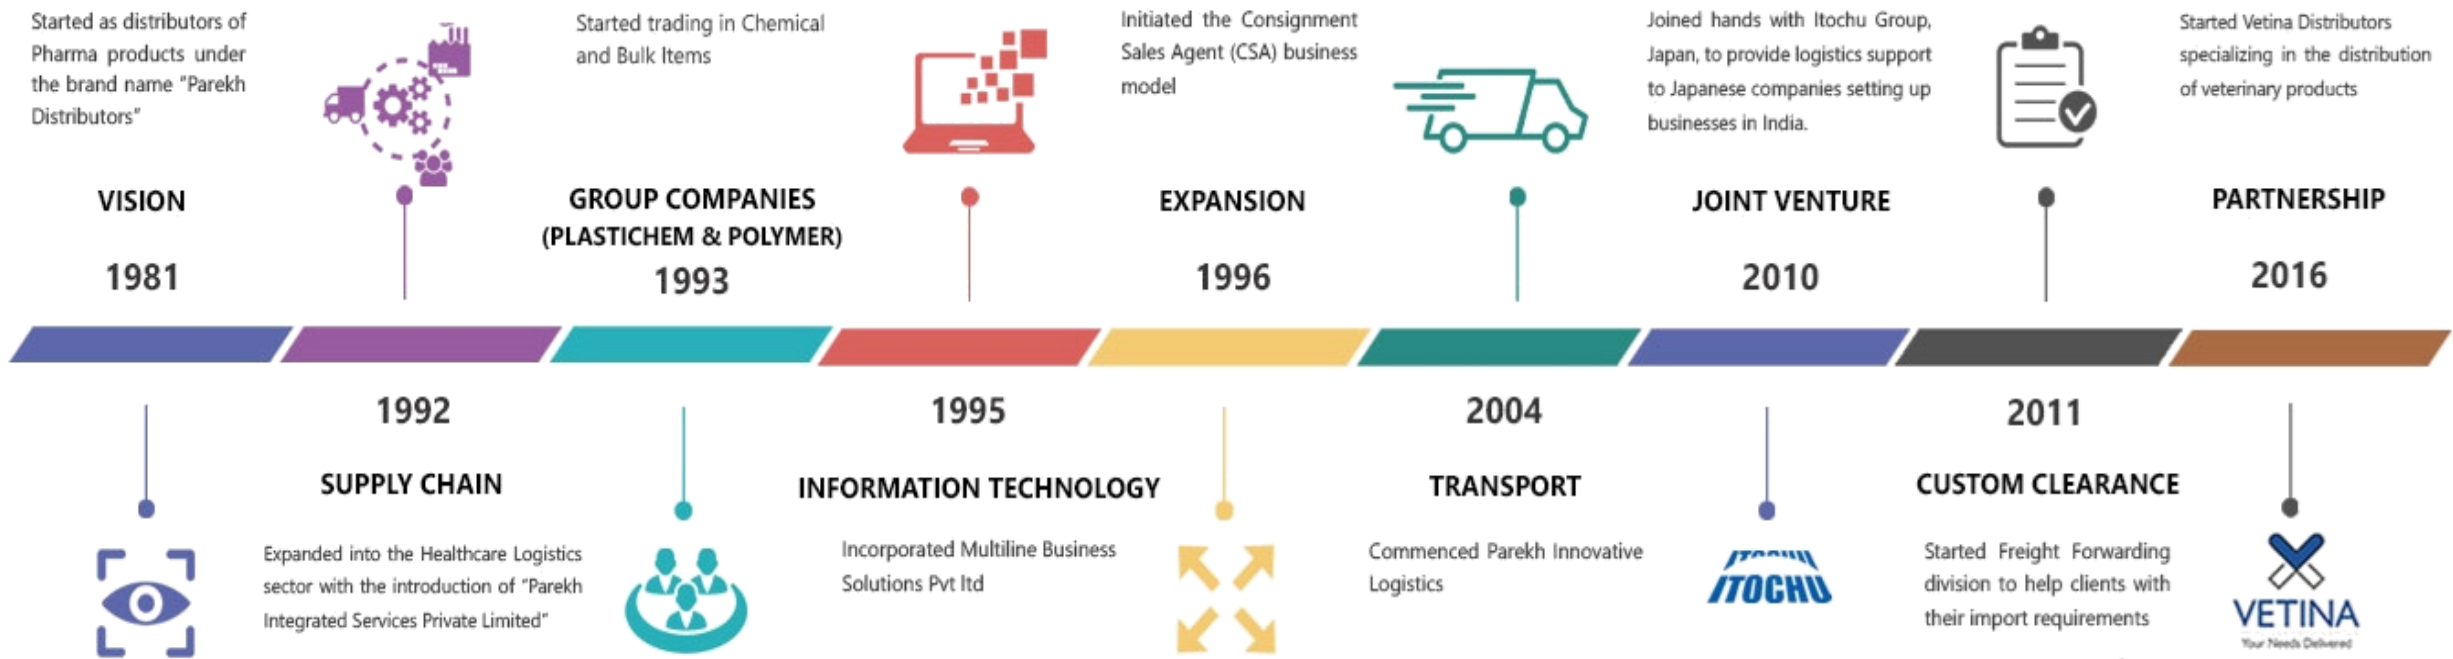 Started as distributors of
Pharma products under
the brand name "Parekh
Distributors"
VISION
1981
1992
SUPPLY CHAIN
Expanded into the Healthcare Logistics
sector with the introduction of "Parekh
Integrated Services Private Limited"
Started trading in Chemical
and Bulk Items
GROUP COMPANIES
(PLASTICHEM & POLYMER)
1993
1995
INFORMATION TECHNOLOGY
Incorporated Multiline Business
Solutions Pvt ltd
Initiated the Consignment
Sales Agent (CSA) business
model
EXPANSION
1996
2004
TRANSPORT
Commenced Parekh Innovative
Logistics
Joined hands with Itochu Group,
Japan, to provide logistics support
to Japanese companies setting up
businesses in India.
JOINT VENTURE
2010
ITOCHU
ITOCHU
2011
CUSTOM CLEARANCE
Started Freight Forwarding
division to help clients with
their import requirements
Started Vetina Distributors
specializing in the distribution
of veterinary products
PARTNERSHIP
2016
VETINA
Your Needs Delivered